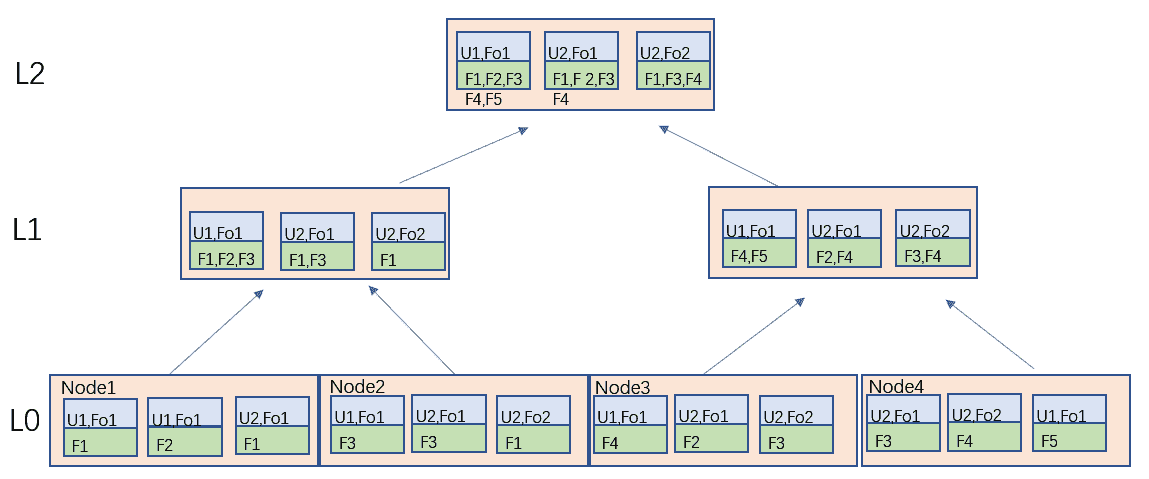 L2
U1,Fo1 U2,Fo1 U2,Fo2
F1,F2,F3 F1,F 2,F3 F1,F3,F4
F4,F5 F4
L1
U1,Fo1 U2,Fo1 U2,Fo2
F1,F2,F3 F1,F3 F1
U1,Fo1 U2,Fo1 U2,Fo2
F4,F5 F2,F4 F3,F4
L0
Node1
U1,Fo1 U1,Fo1 U2,Fo1
F1 F2 F1
Node2
U1,Fo1 U2,Fo1 U2,Fo2
F3 F3 F1
Node3
U1,Fo1 U2,Fo1 U2,Fo2
F4 F2 F3
Node4
U2,Fo1 U2,Fo2 U1,Fo1
F3 F4 F5